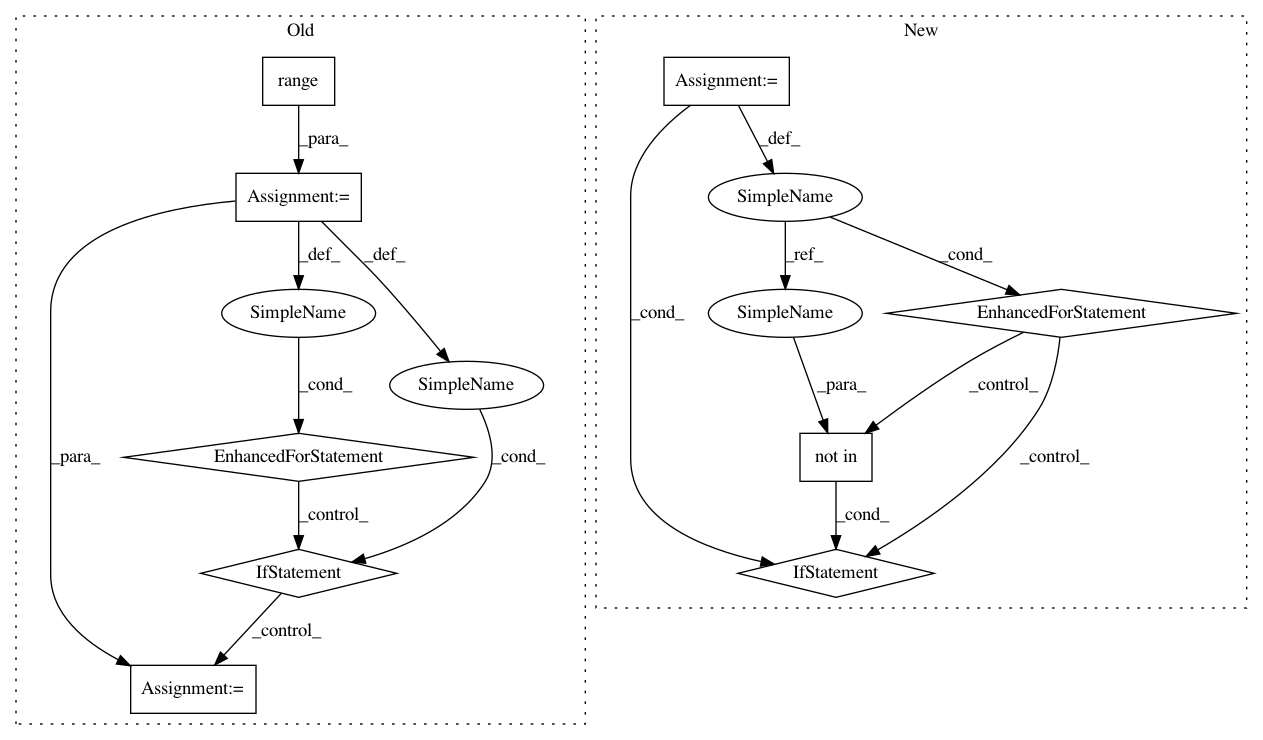 Old
New
range
Assignment:=
_para_
_def_
Assignment:=
SimpleName
_def_
_def_
_ref_
_cond_
SimpleName
_cond_
SimpleName
EnhancedForStatement
SimpleName
_cond_
_para_
_control_
_para_
EnhancedForStatement
_cond_
not in
_control_
_control_
_cond_
IfStatement
IfStatement
_control_
Assignment:=